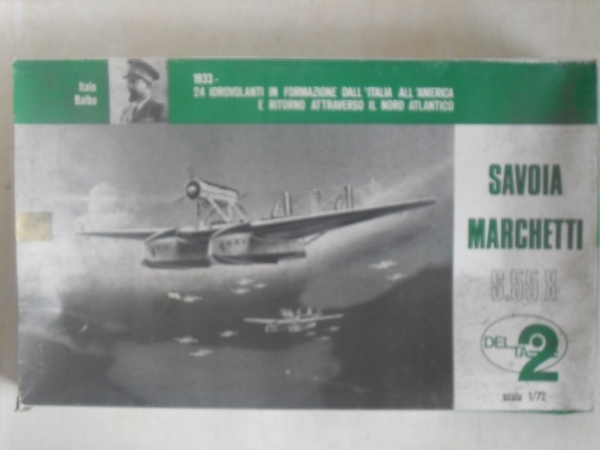 Italo
Balbo
1933 -
24 IDROVOLANTI IN FORMAZIONE DALL'ITALIA ALL'AMERICA
E RITORNO ATTRAVERSO IL NORD ATLANTICO
SAVOIA
MARCHETTI
S.55 X
DELTA
2
scala 1/72